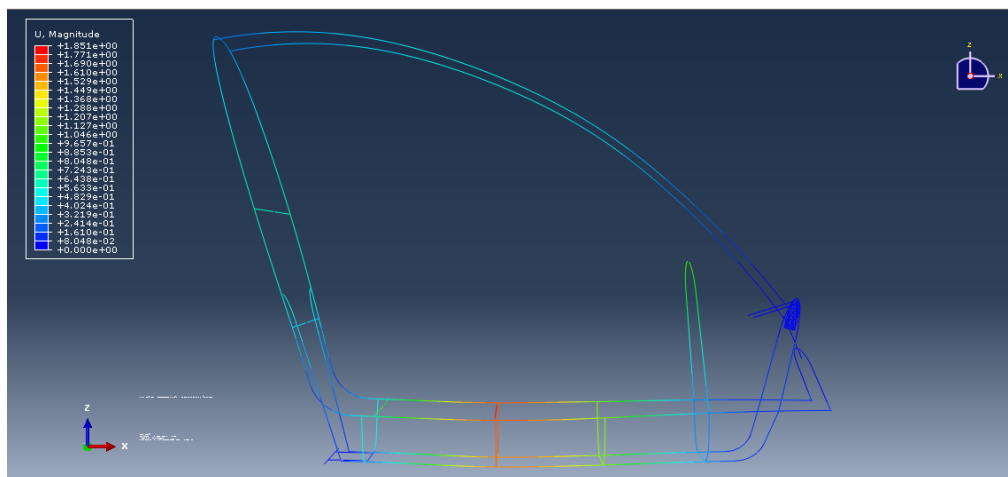 U, Magnitude
+1.851e+00
+1.771e+00
+1.690e+00
+1.610e+00
+1.529e+00
+1.449e+00
+1.368e+00
+1.288e+00
+1.207e+00
+1.127e+00
+1.046e+00
+9.657e-01
+8.853e-01
+8.048e-01
+7.243e-01
+6.438e-01
+5.633e-01
+4.829e-01
+4.024e-01
+3.219e-01
+2.414e-01
+1.610e-01
+8.048e-02
+0.000e+00
Z
X
Z
X